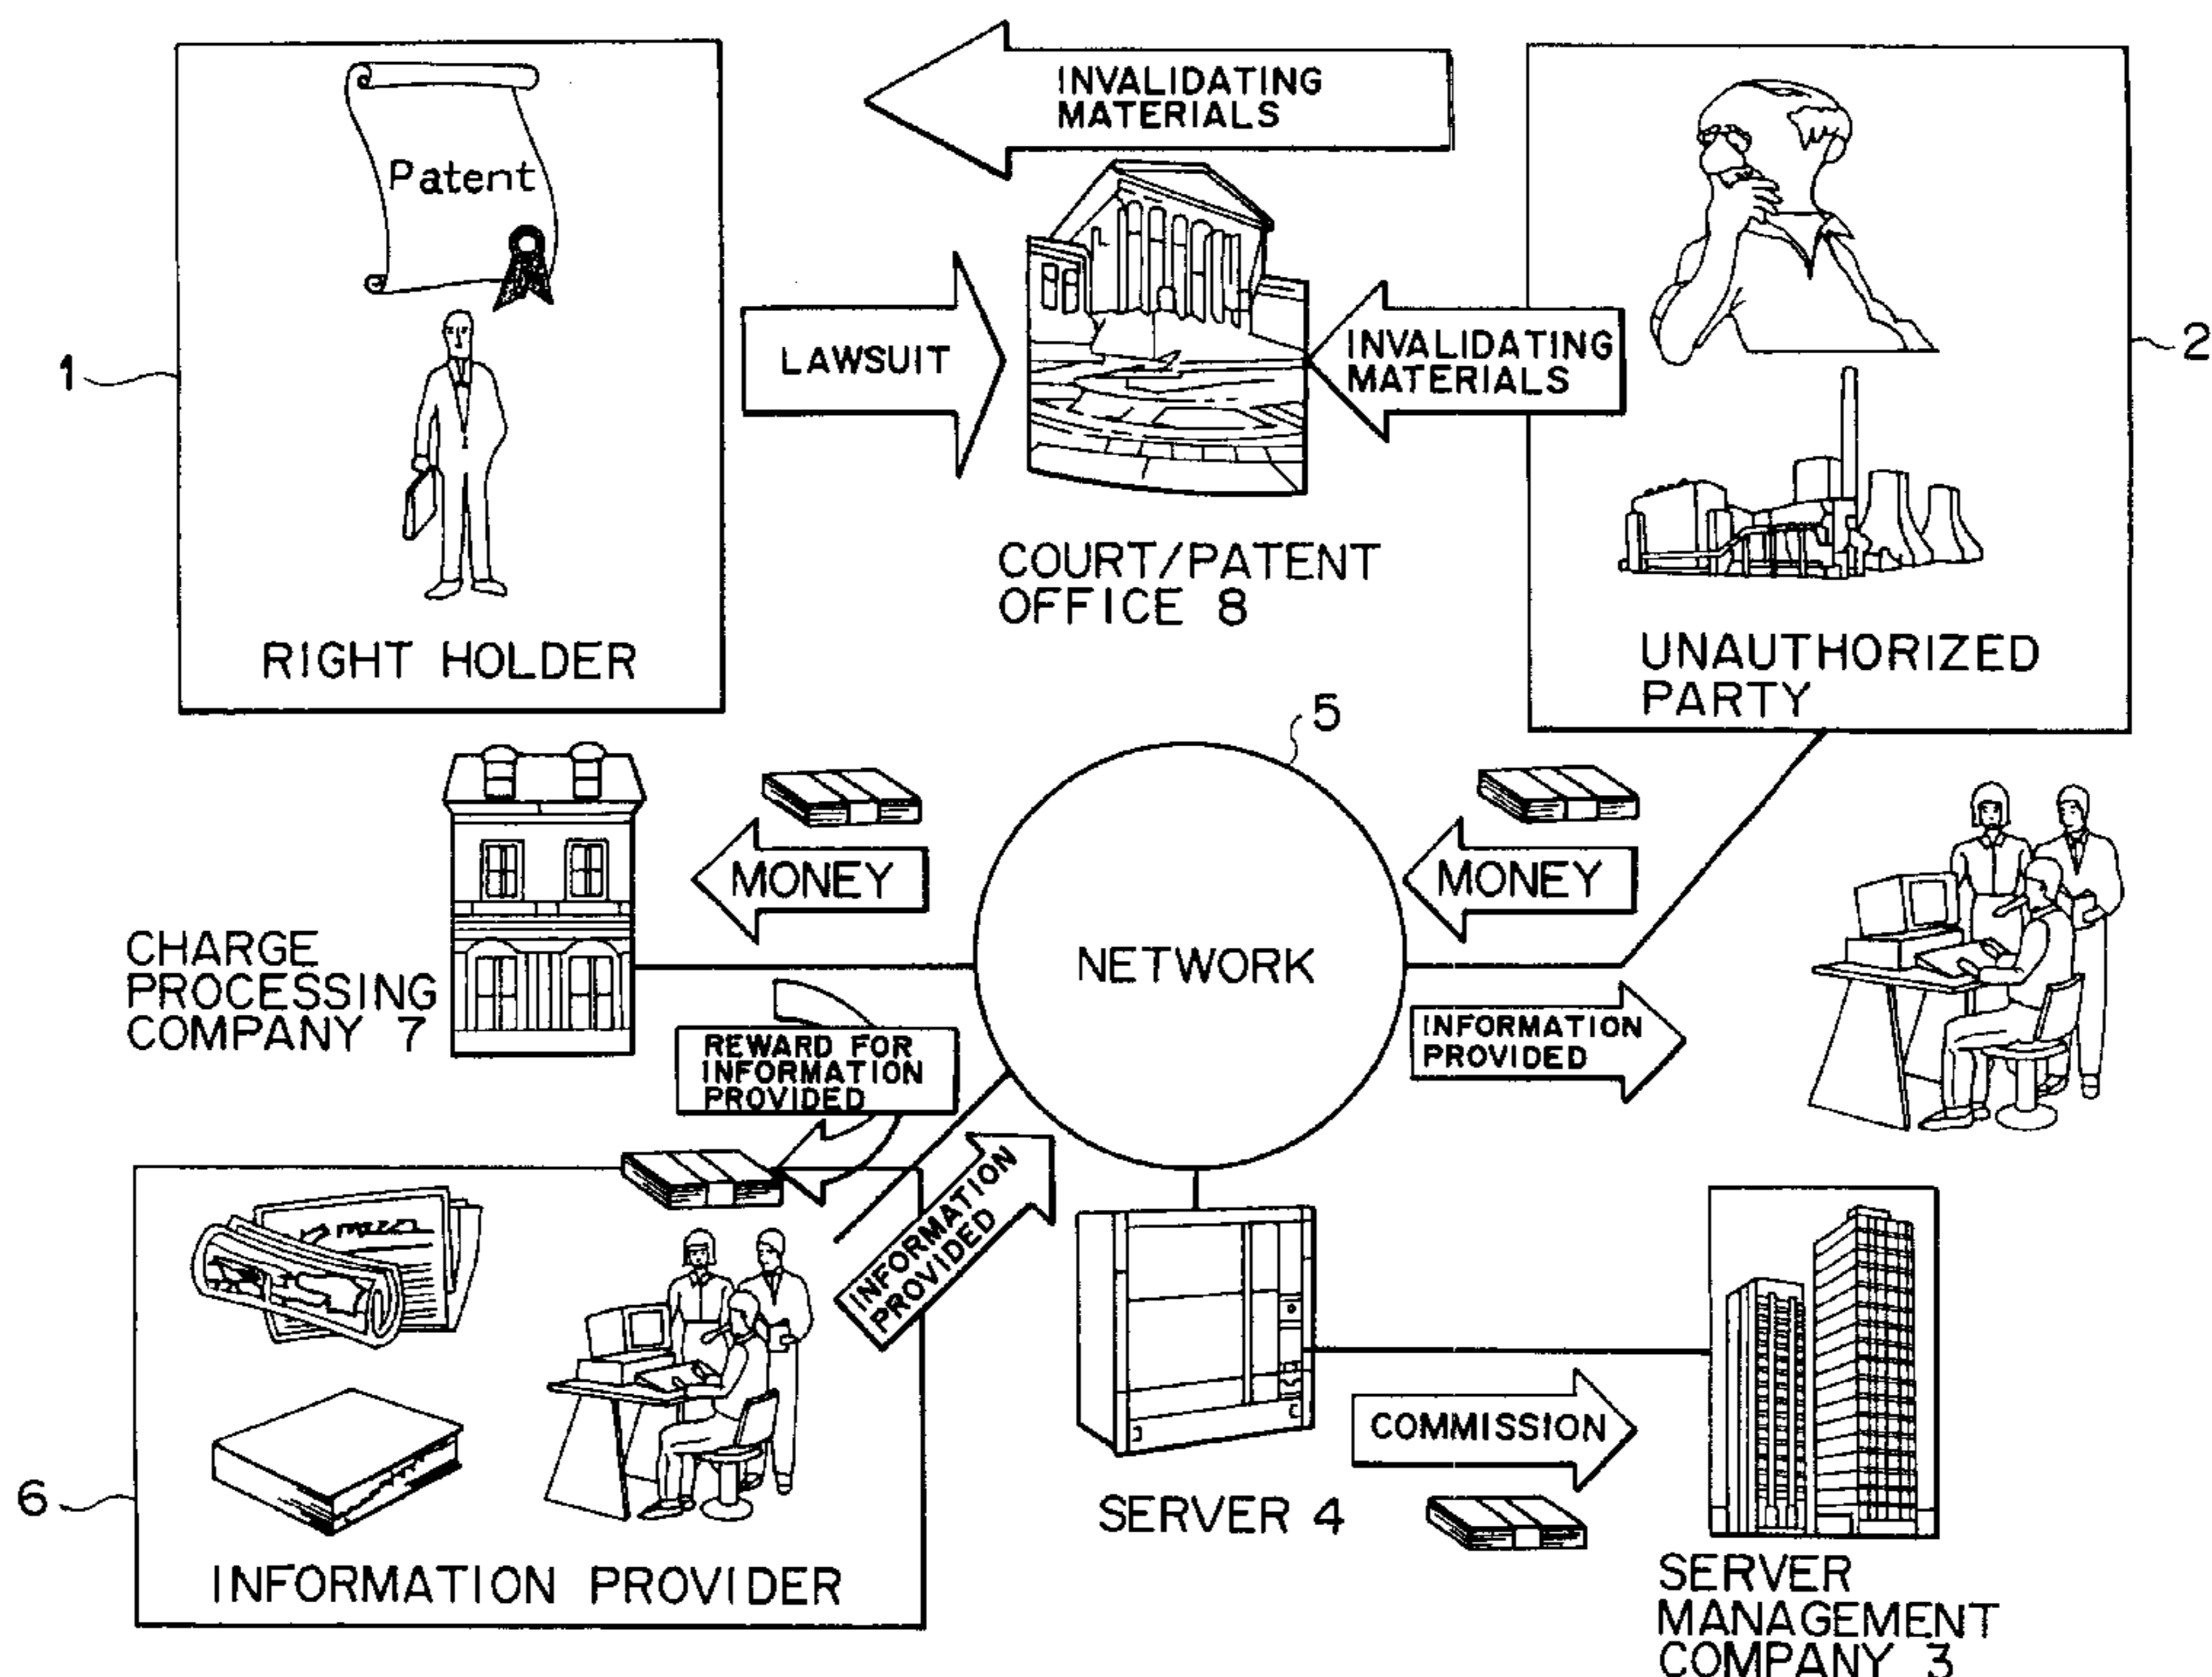 INVALIDATING
MATERIALS
Patent
LAWSUIT
INVALIDATING
MATERIALS
1
2
COURT/PATENT
OFFICE 8
RIGHT HOLDER
UNAUTHORIZED
PARTY
5
MONEY
MONEY
NETWORK
CHARGE
PROCESSING
COMPANY 7
REWARD FOR
INFORMATION
PROVIDED
INFORMATION
PROVIDED
INFORMATION
PROVIDED
COMMISSION
6
SERVER 4
INFORMATION PROVIDER
SERVER
MANAGEMENT
COMPANY 3